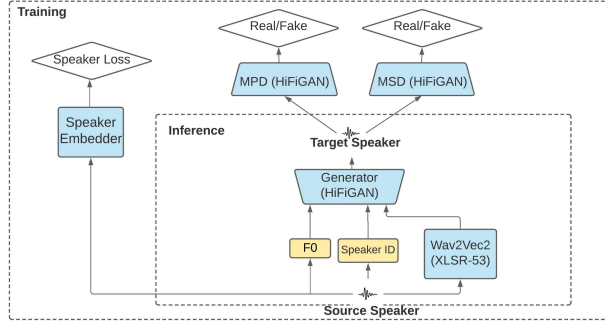 Training
Real/Fake
Real/Fake
Speaker Loss
MPD (HiFiGAN)
MSD (HiFiGAN)
Speaker
Embedder
Inference
Target Speaker
Generator
(HiFiGAN)
F0
Speaker ID
Wav2Vec2
(XLSR-53)
Source Speaker